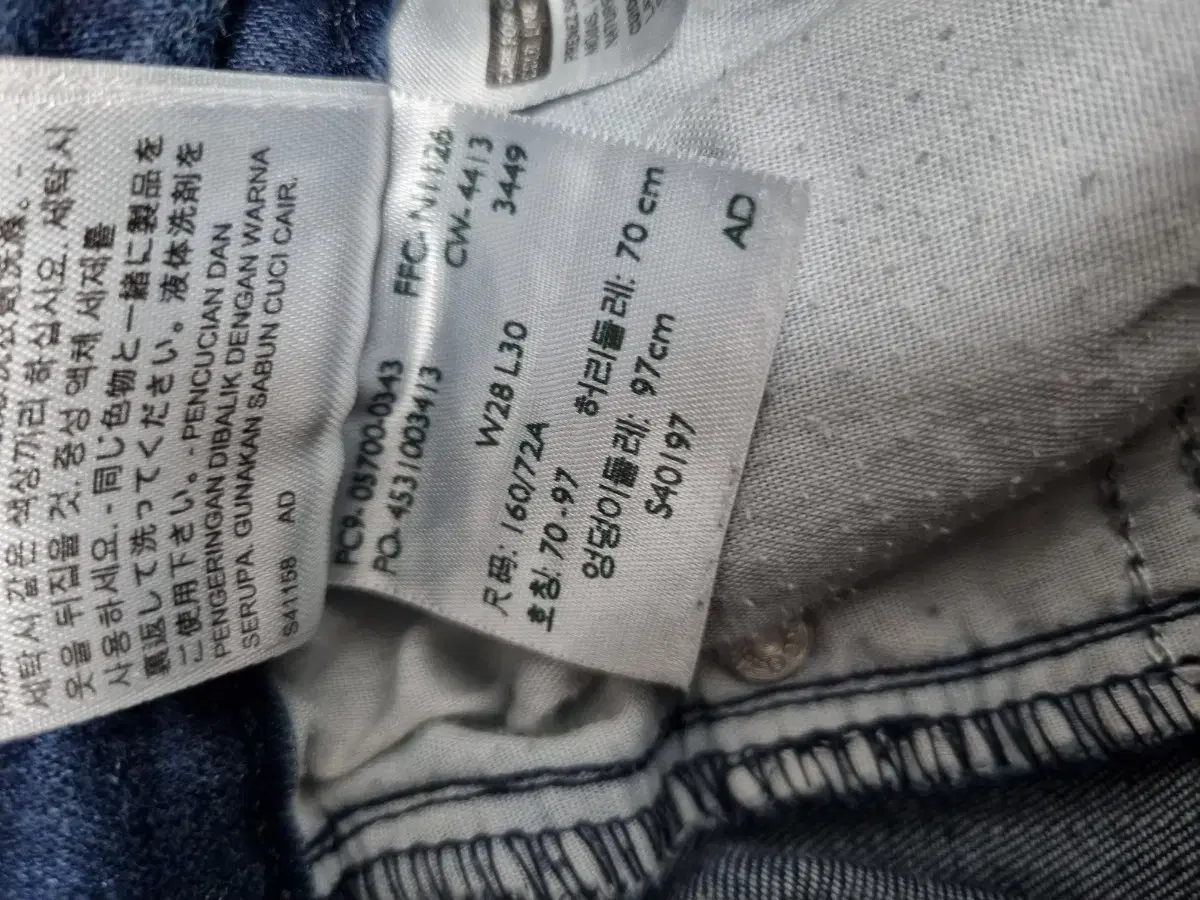 세탁시 같은 색상끼리 하십시요. 세탁시
옷을 뒤집을 것. 중성 액체 세제를
사용하세요. - 同じ色物と一緒に製品を
裏返して洗ってください。液体洗剤を
ご使用下さい。- PENCUCIAN DAN
PENGERINGAN DIBALIK DENGAN WARNA
SERUPA. GUNAKAN SABUN CUCI CAIR.
S41158 AD
PC9-05700-0343 FFC-N1126
PO-4531003413 CW-4413
3449
W28 L30
尺码: 160/72A
호칭: 70-97 허리둘레: 70 cm
엉덩이둘레: 97cm
S40197 AD